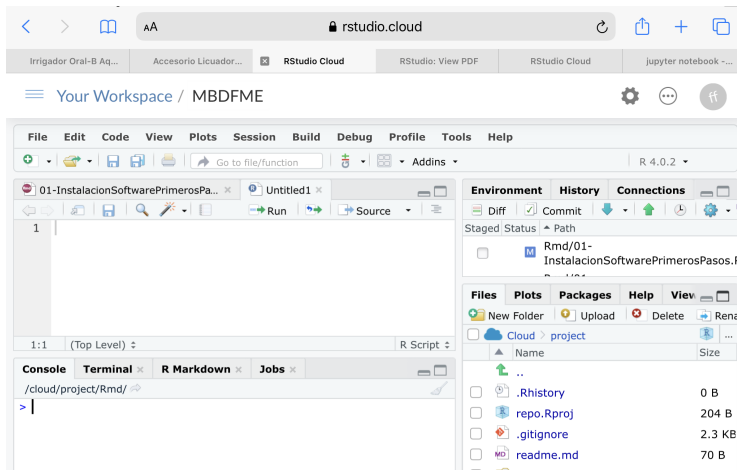 AA rstudio.cloud
Irrigador Oral-B Aq... Accesorio Licuador... RStudio Cloud RStudio: View PDF RStudio Cloud jupyter notebook -...
Your Workspace / MBDFME ff
File Edit Code View Plots Session Build Debug Profile Tools Help
Go to file/function Addins R 4.0.2
01-InstalacionSoftwarePrimerosPa... Untitled1
Run Source
1
1:1 (Top Level) R Script
Console Terminal R Markdown Jobs
/cloud/project/Rmd/
>
Environment History Connections
Diff Commit
Staged Status Path
M Rmd/01-
InstalacionSoftwarePrimerosPasos.R
Files Plots Packages Help View
New Folder Upload Delete Rena
Cloud > project ...
Name Size
..
.Rhistory 0 B
repo.Rproj 204 B
.gitignore 2.3 KB
MD readme.md 70 B